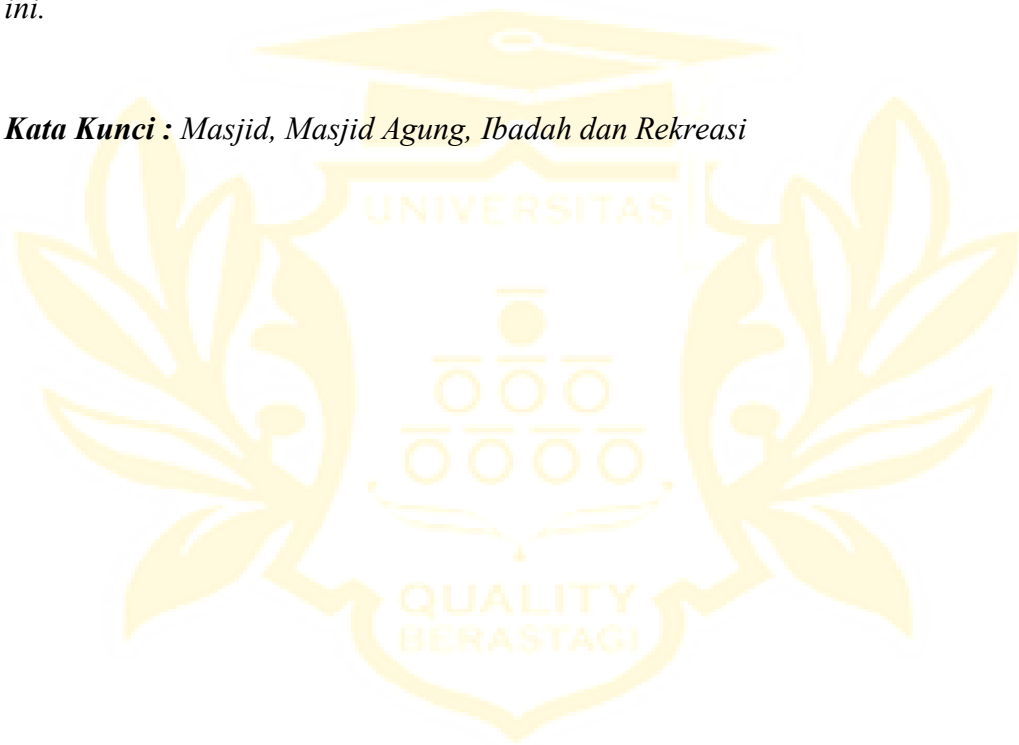 ini.
Kata Kunci : Masjid, Masjid Agung, Ibadah dan Rekreasi
UNIVERSITAS
QUALITY
BERASTAGI